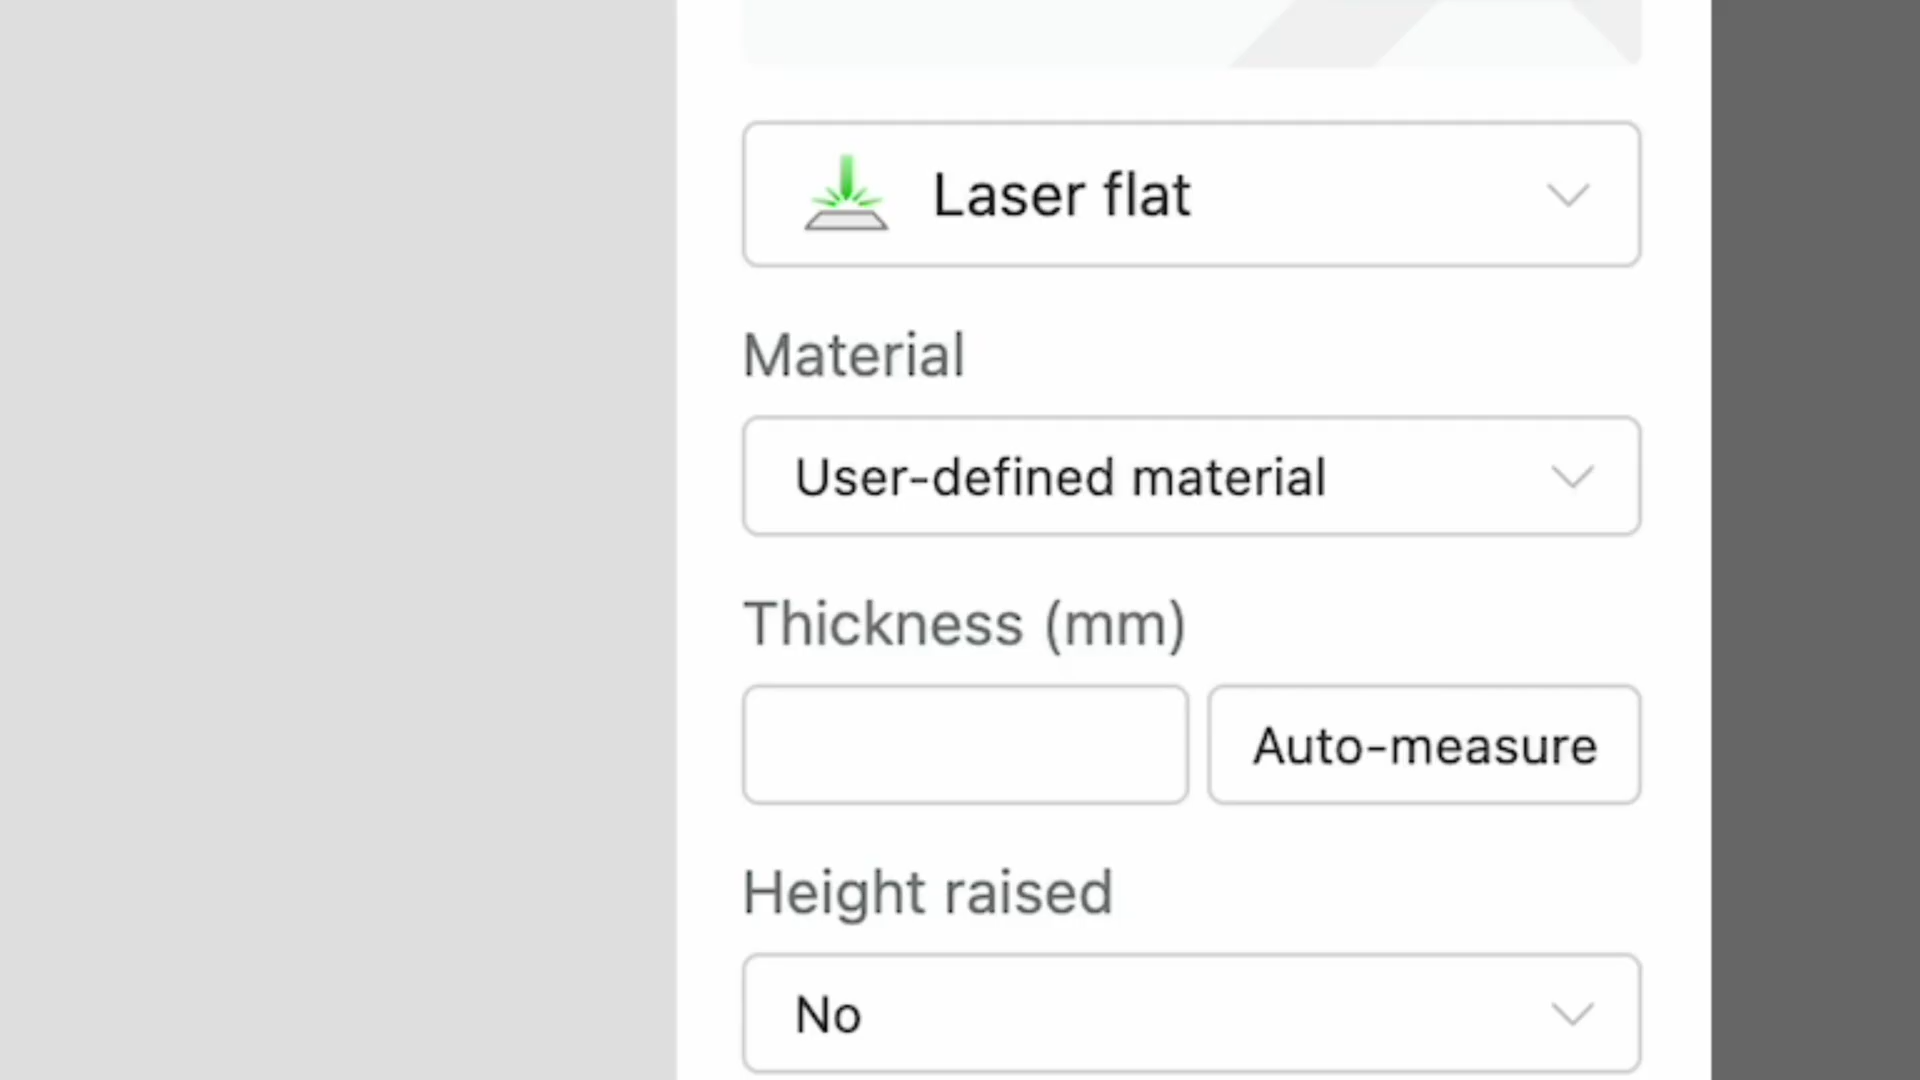 Laser flat
Material
User-defined material
Thickness (mm)
Auto-measure
Height raised
No